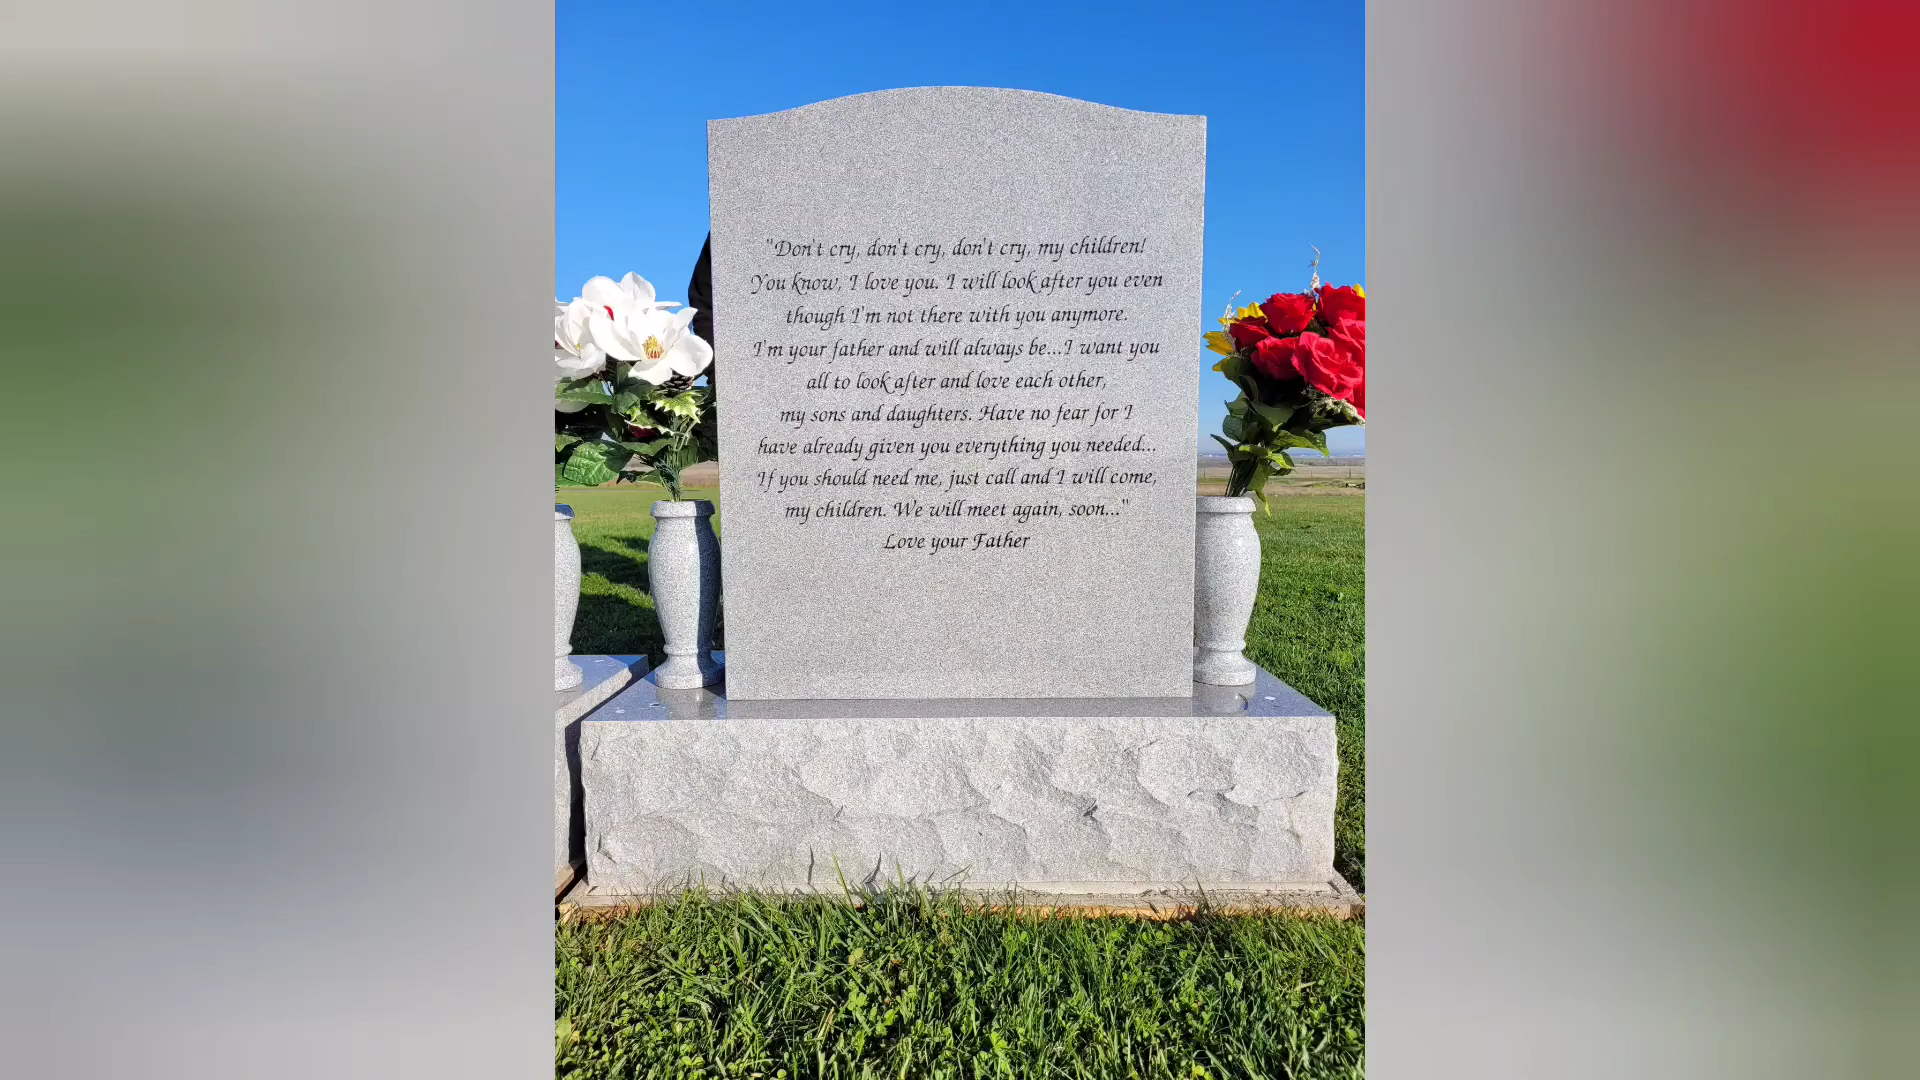 "Don't cry, don't cry, don't cry, my children!
You know, I love you. I will look after you even
though I'm not there with you anymore.
I'm your father and will always be...I want you
all to look after and love each other,
my sons and daughters. Have no fear for I
have already given you everything you needed...
If you should need me, just call and I will come,
my children. We will meet again, soon..."
Love your Father